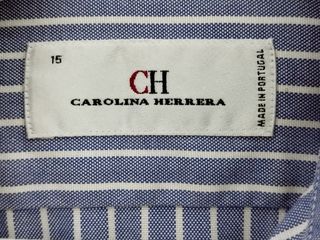 15
CH
CAROLINA HERRERA
MADE IN PORTUGAL